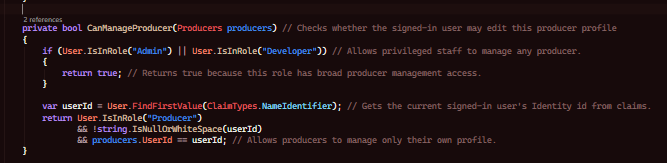 2 references
private bool CanManageProducer(Producers producers) // Checks whether the signed-in user may edit this producer profile
{
if (User.IsInRole("Admin") || User.IsInRole("Developer")) // Allows privileged staff to manage any producer.
{
return true; // Returns true because this role has broad producer management access.
}
var userId = User.FindFirstValue(ClaimTypes.NameIdentifier); // Gets the current signed-in user's Identity id from claims.
return User.IsInRole("Producer")
&& !string.IsNullOrWhiteSpace(userId)
&& producers.UserId == userId; // Allows producers to manage only their own profile.
}